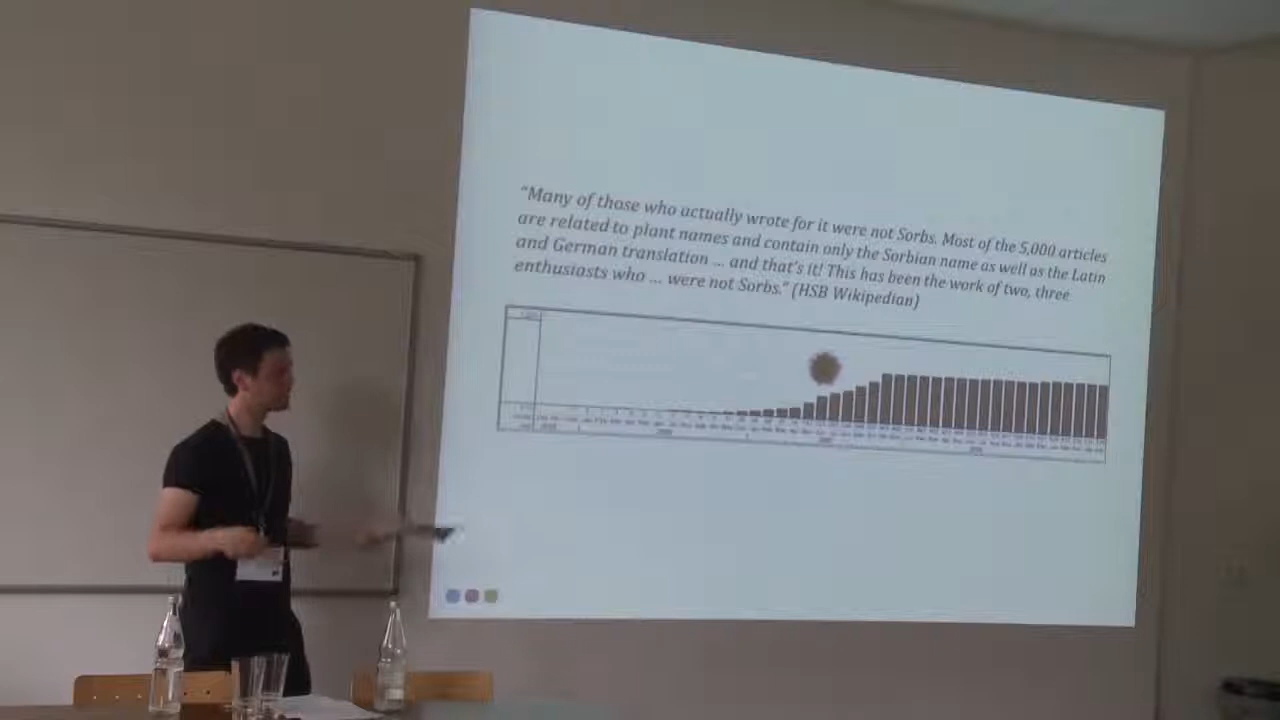 "Many of those who actually wrote for it were not Sorbs. Most of the 5,000 articles
are related to plant names and contain only the Sorbian name as well as the Latin
and German translation ... and that's it! This has been the work of two, three
enthusiasts who ... were not Sorbs." (HSB Wikipedian)